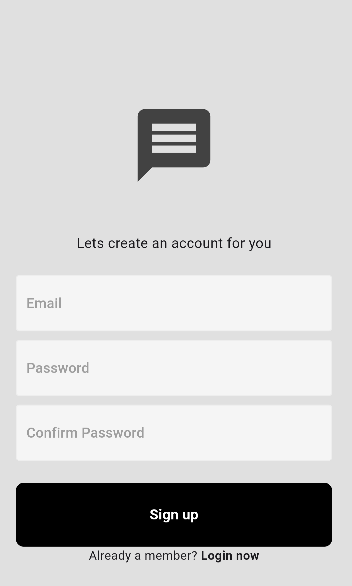 Lets create an account for you
Email
Password
Confirm Password
Sign up
Already a member? Login now